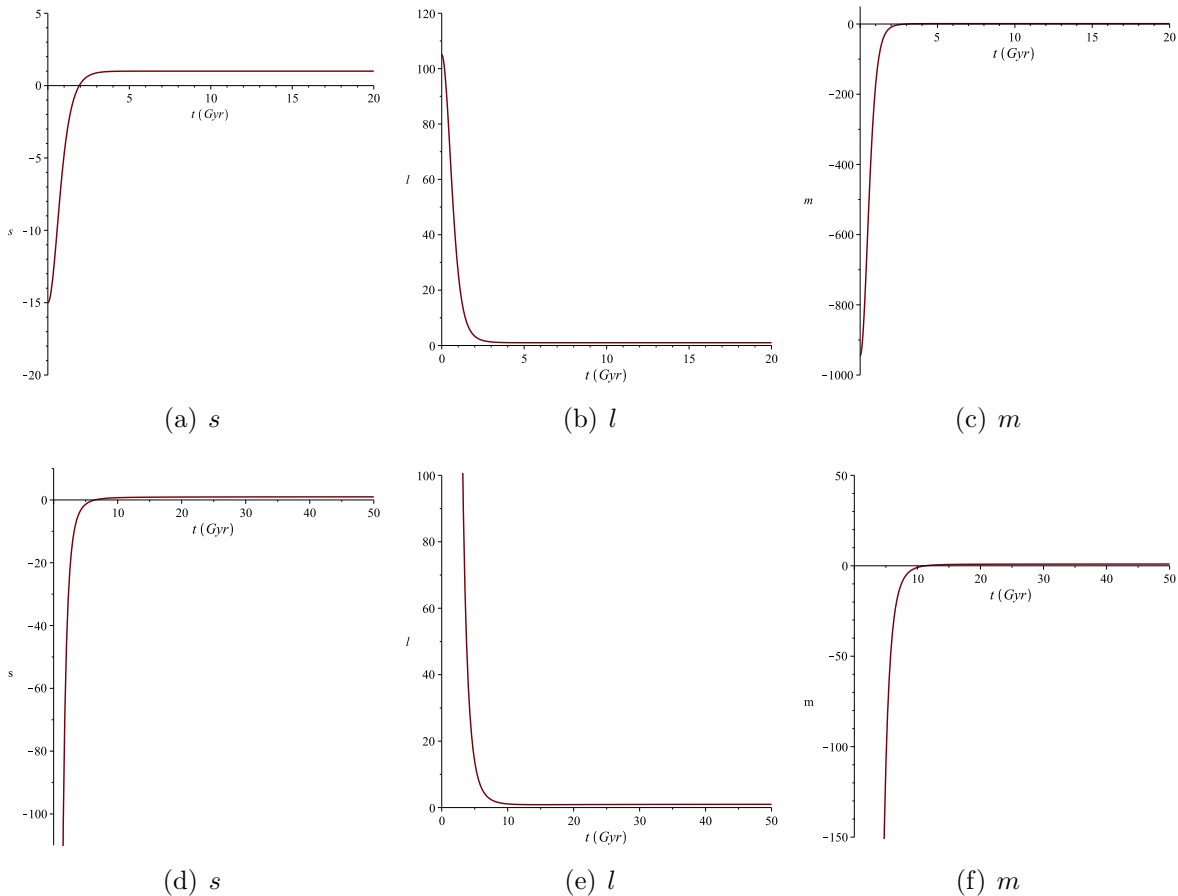 5
0
5 10 15 20
t (Gyr)
-5
s -10
-15
-20
(a) s
120
100
80
60
l
40
20
0
0 5 10 15 20
t (Gyr)
(b) l
0
5 10 15 20
t (Gyr)
-200
-400
m
-600
-800
-1000
(c) m
0
10 20 30 40 50
t (Gyr)
-20
-40
s
-60
-80
-100
(d) s
100
80
60
l
40
20
0
0 10 20 30 40 50
t (Gyr)
(e) l
50
0
10 20 30 40 50
t (Gyr)
-50
m
-100
-150
(f) m